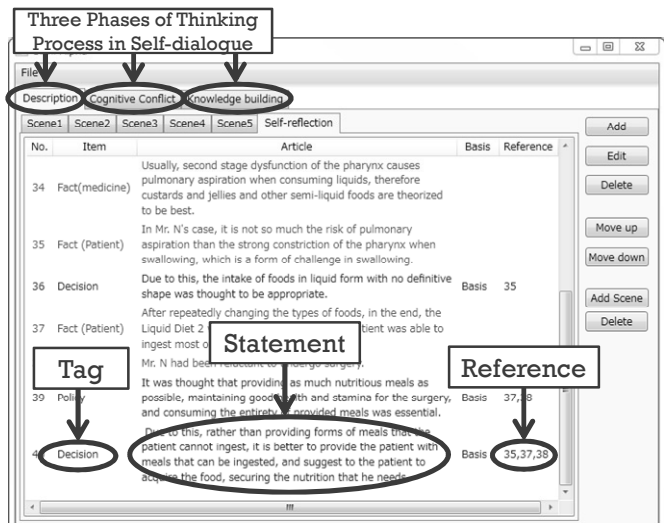 Three Phases of Thinking
Process in Self-dialogue
File
Description Cognitive Conflict Knowledge building
Scene1 Scene2 Scene3 Scene4 Scene5 Self-reflection
No. Item Article Basis Reference
Usually, second stage dysfunction of the pharynx causes
pulmonary aspiration when consuming liquids, therefore
34 Fact(medicine) custards and jellies and other semi-liquid foods are theorized
to be best.
In Mr. N's case, it is not so much the risk of pulmonary
35 Fact (Patient) aspiration than the strong constriction of the pharynx when
swallowing, which is a form of challenge in swallowing.
36 Decision Due to this, the intake of foods in liquid form with no definitive Basis 35
shape was thought to be appropriate.
After repeatedly changing the types of foods, in the end, the
37 Fact (Patient) Liquid Diet 2 tient was able to
ingest most
Mr. N had been
Tag
Statement
Reference
It was thought that providing as much nutritious meals as
39 Policy possible, maintaining good health and stamina for the surgery, Basis 37,38
and consuming the entirety of provided meals was essential.
Due to this, rather than providing forms of meals that the
Decision patient cannot ingest, it is better to provide the patient with Basis 35,37,38
meals that can be ingested, and suggest to the patient to
acquire the food, securing the nutrition that he needs
Add
Edit
Delete
Move up
Move down
Add Scene
Delete